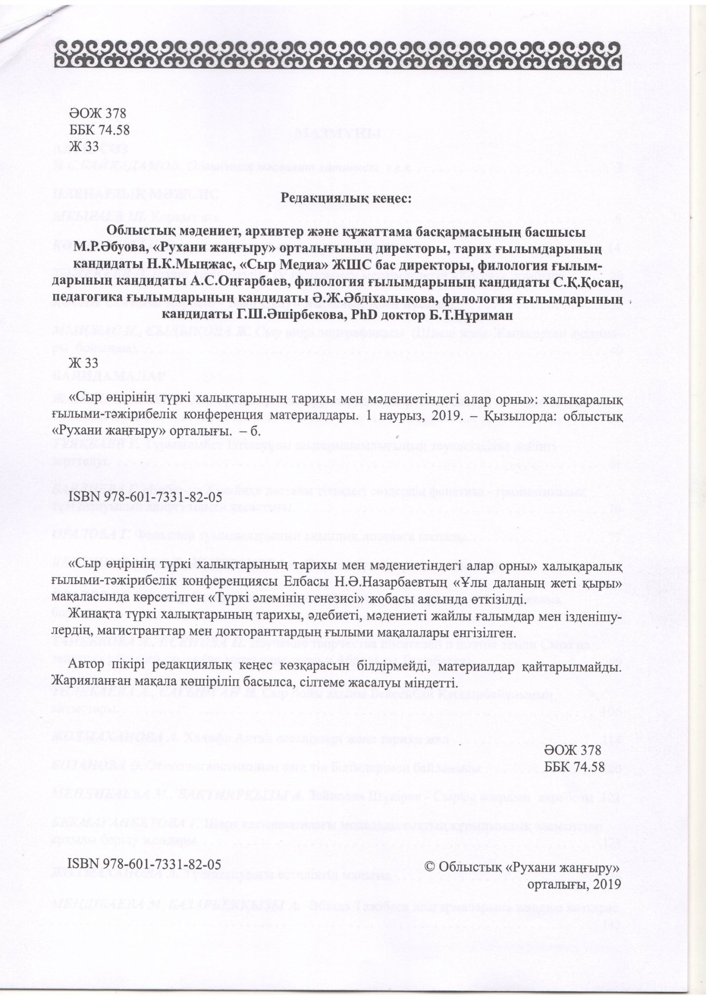 ӘОЖ 378
ББК 74.58
Ж 33
Редакциялық кеңес:
Облыстық мәдениет, архивтер және құжаттама басқармасының басшысы
М.Р.Әбуова, «Рухани жаңғыру» орталығының директоры, тарих ғылымдарының
кандидаты Н.К.Мыңжас, «Сыр Медиа» ЖШС бас директоры, филология ғылым-
дарының кандидаты А.С.Оңғарбаев, филология ғылымдарының кандидаты С.Қ.Қосан,
педагогика ғылымдарының кандидаты Ә.Ж.Әбдіхалықова, филология ғылымдарының
кандидаты Г.Ш.Әшірбекова, PhD доктор Б.Т.Нұриман
Ж 33
«Сыр өңірінің түркі халықтарының тарихы мен мәдениетіндегі алар орны»: халықаралық
ғылыми-тәжірибелік конференция материалдары. 1 наурыз, 2019. – Қызылорда: облыстық
«Рухани жаңғыру» орталығы. – б.
ISBN 978-601-7331-82-05
«Сыр өңірінің түркі халықтарының тарихы мен мәдениетіндегі алар орны» халықаралық
ғылыми-тәжірибелік конференциясы Елбасы Н.Ә.Назарбаевтың «Ұлы даланың жеті қыры»
мақаласында көрсетілген «Түркі әлемінің генезисі» жобасы аясында өткізілді.
Жинақта түркі халықтарының тарихы, әдебиеті, мәдениеті жайлы ғалымдар мен ізденішу-
лердің, магистранттар мен докторанттардың ғылыми мақалалары енгізілген.
Автор пікірі редакциялық кеңес көзқарасын білдірмейді, материалдар қайтарылмайды.
Жарияланған мақала көшіріліп басылса, сілтеме жасалуы міндетті.
ӘОЖ 378
ББК 74.58
ISBN 978-601-7331-82-05
© Облыстық «Рухани жаңғыру»
орталығы, 2019